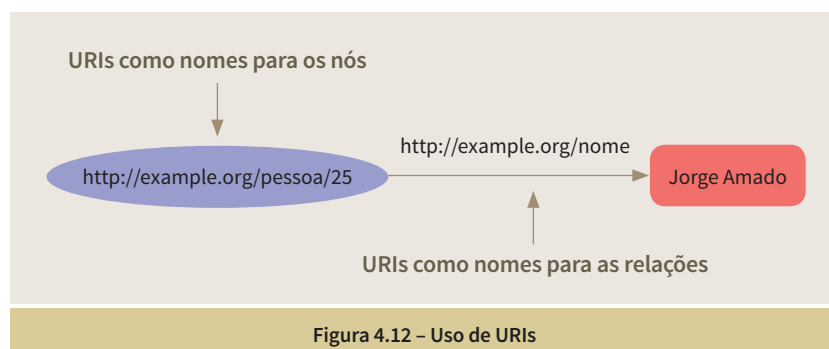 URIs como nomes para os nós
http://example.org/nome
http://example.org/pessoa/25
Jorge Amado
URIs como nomes para as relações
Figura 4.12 – Uso de URIs